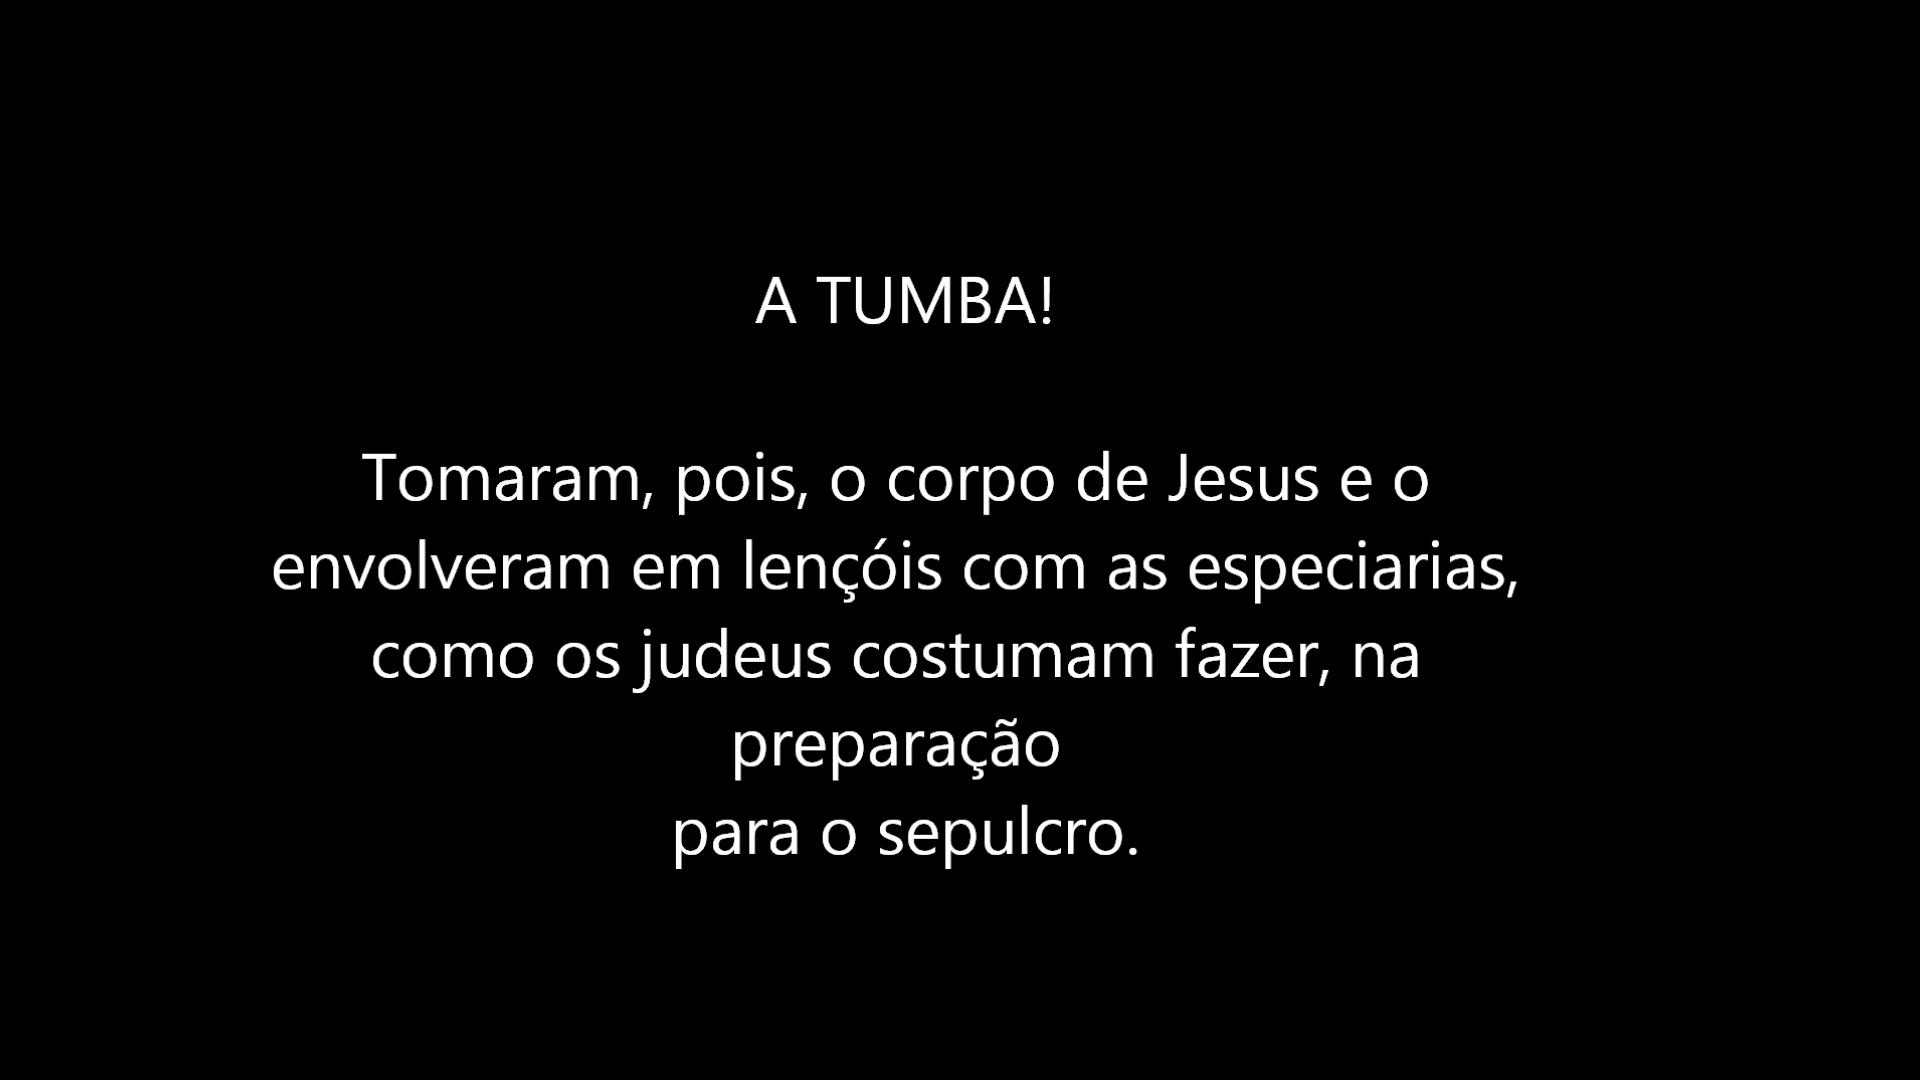 A TUMBA!
Tomaram, pois, o corpo de Jesus e o
envolveram em lençóis com as especiarias,
como os judeus costumam fazer, na
preparação
para o sepulcro.